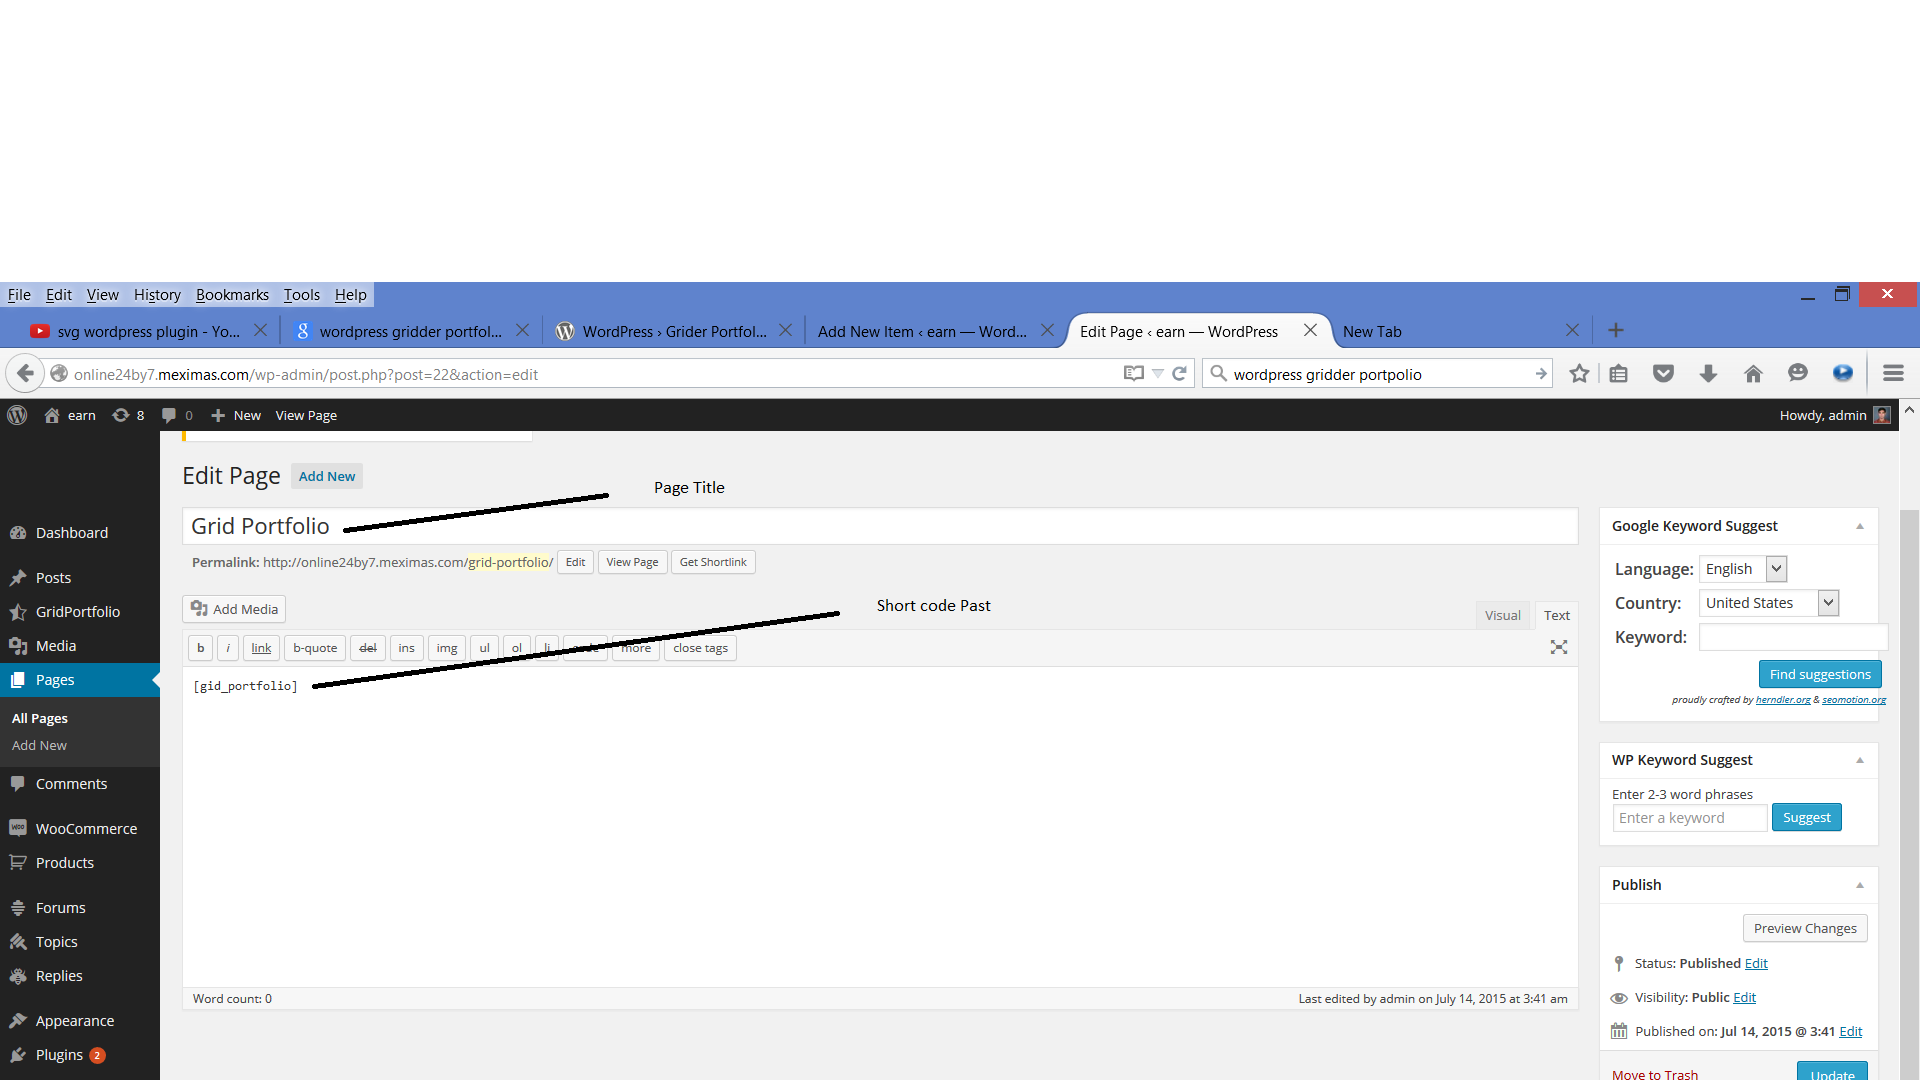 File Edit View History Bookmarks Tools Help
svg wordpress plugin - Yo...
wordpress gridder portfol...
WordPress › Grider Portfol...
Add New Item ‹ earn — Word...
Edit Page ‹ earn — WordPress
New Tab
online24by7.meximas.com/wp-admin/post.php?post=22&action=edit
wordpress gridder portpolio
earn 8 0 New View Page
Howdy, admin
Edit Page Add New
Page Title
Grid Portfolio
Permalink: http://online24by7.meximas.com/grid-portfolio/ Edit View Page Get Shortlink
Add Media
Short code Past
Visual Text
b i link b-quote del ins img ul ol li code more close tags
[gid_portfolio]
Word count: 0
Last edited by admin on July 14, 2015 at 3:41 am
Dashboard
Posts
GridPortfolio
Media
Pages
All Pages
Add New
Comments
WooCommerce
Products
Forums
Topics
Replies
Appearance
Plugins 2
Google Keyword Suggest
Language: English
Country: United States
Keyword:
Find suggestions
proudly crafted by herndler.org & seomotion.org
WP Keyword Suggest
Enter 2-3 word phrases
Enter a keyword Suggest
Publish
Preview Changes
Status: Published Edit
Visibility: Public Edit
Published on: Jul 14, 2015 @ 3:41 Edit
Move to Trash Update